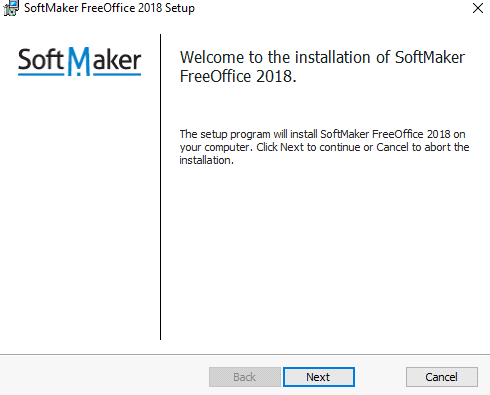 SoftMaker FreeOffice 2018 Setup
SoftMaker
Welcome to the installation of SoftMaker
FreeOffice 2018.
The setup program will install SoftMaker FreeOffice 2018 on
your computer. Click Next to continue or Cancel to abort the
installation.
Back
Next
Cancel